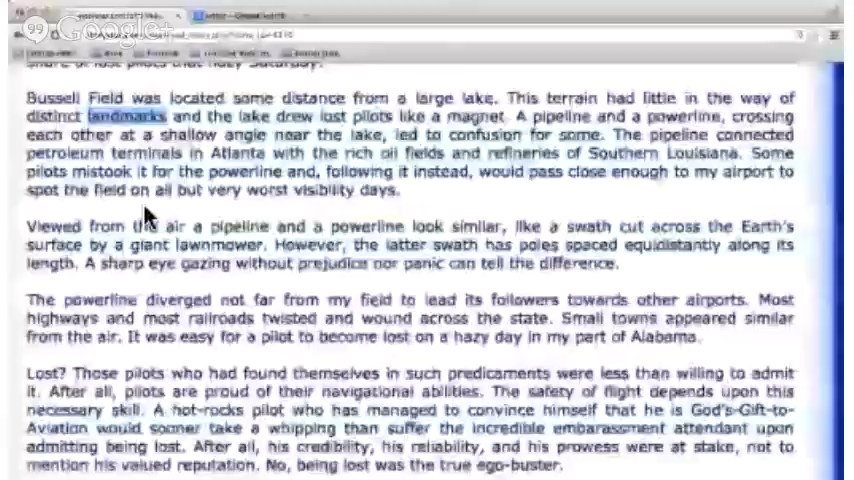 Google+
share of lost pilots that hazy Saturday.
Bussell Field was located some distance from a large lake. This terrain had little in the way of
distinct landmarks and the lake drew lost pilots like a magnet. A pipeline and a powerline, crossing
each other at a shallow angle near the lake, led to confusion for some. The pipeline connected
petroleum terminals in Atlanta with the rich oil fields and refineries of Southern Louisiana. Some
pilots mistook it for the powerline and, following it instead, would pass close enough to my airport to
spot the field on all but very worst visibility days.
Viewed from the air a pipeline and a powerline look similar, like a swath cut across the Earth's
surface by a giant lawnmower. However, the latter swath has poles spaced equidistantly along its
length. A sharp eye gazing without prejudice nor panic can tell the difference.
The powerline diverged not far from my field to lead its followers towards other airports. Most
highways and most railroads twisted and wound across the state. Small towns appeared similar
from the air. It was easy for a pilot to become lost on a hazy day in my part of Alabama.
Lost? Those pilots who had found themselves in such predicaments were less than willing to admit
it. After all, pilots are proud of their navigational abilities. The safety of flight depends upon this
necessary skill. A hot-rocks pilot who has managed to convince himself that he is God's-Gift-to-
Aviation would sooner take a whipping than suffer the incredible embarrassment attendant upon
admitting being lost. After all, his credibility, his reliability, and his prowess were at stake, not to
mention his valued reputation. No, being lost was the true ego-buster.